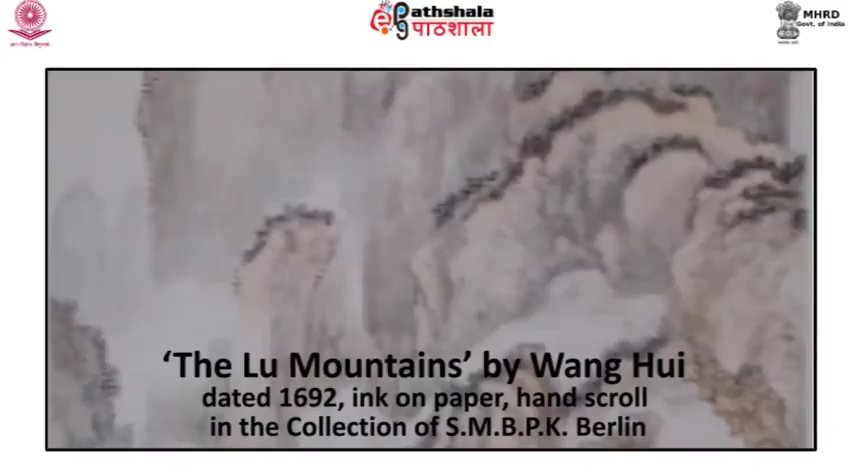 ePathshala
पाठशाला
MHRD
Govt. of India
‘The Lu Mountains’ by Wang Hui
dated 1692, ink on paper, hand scroll
in the Collection of S.M.B.P.K. Berlin